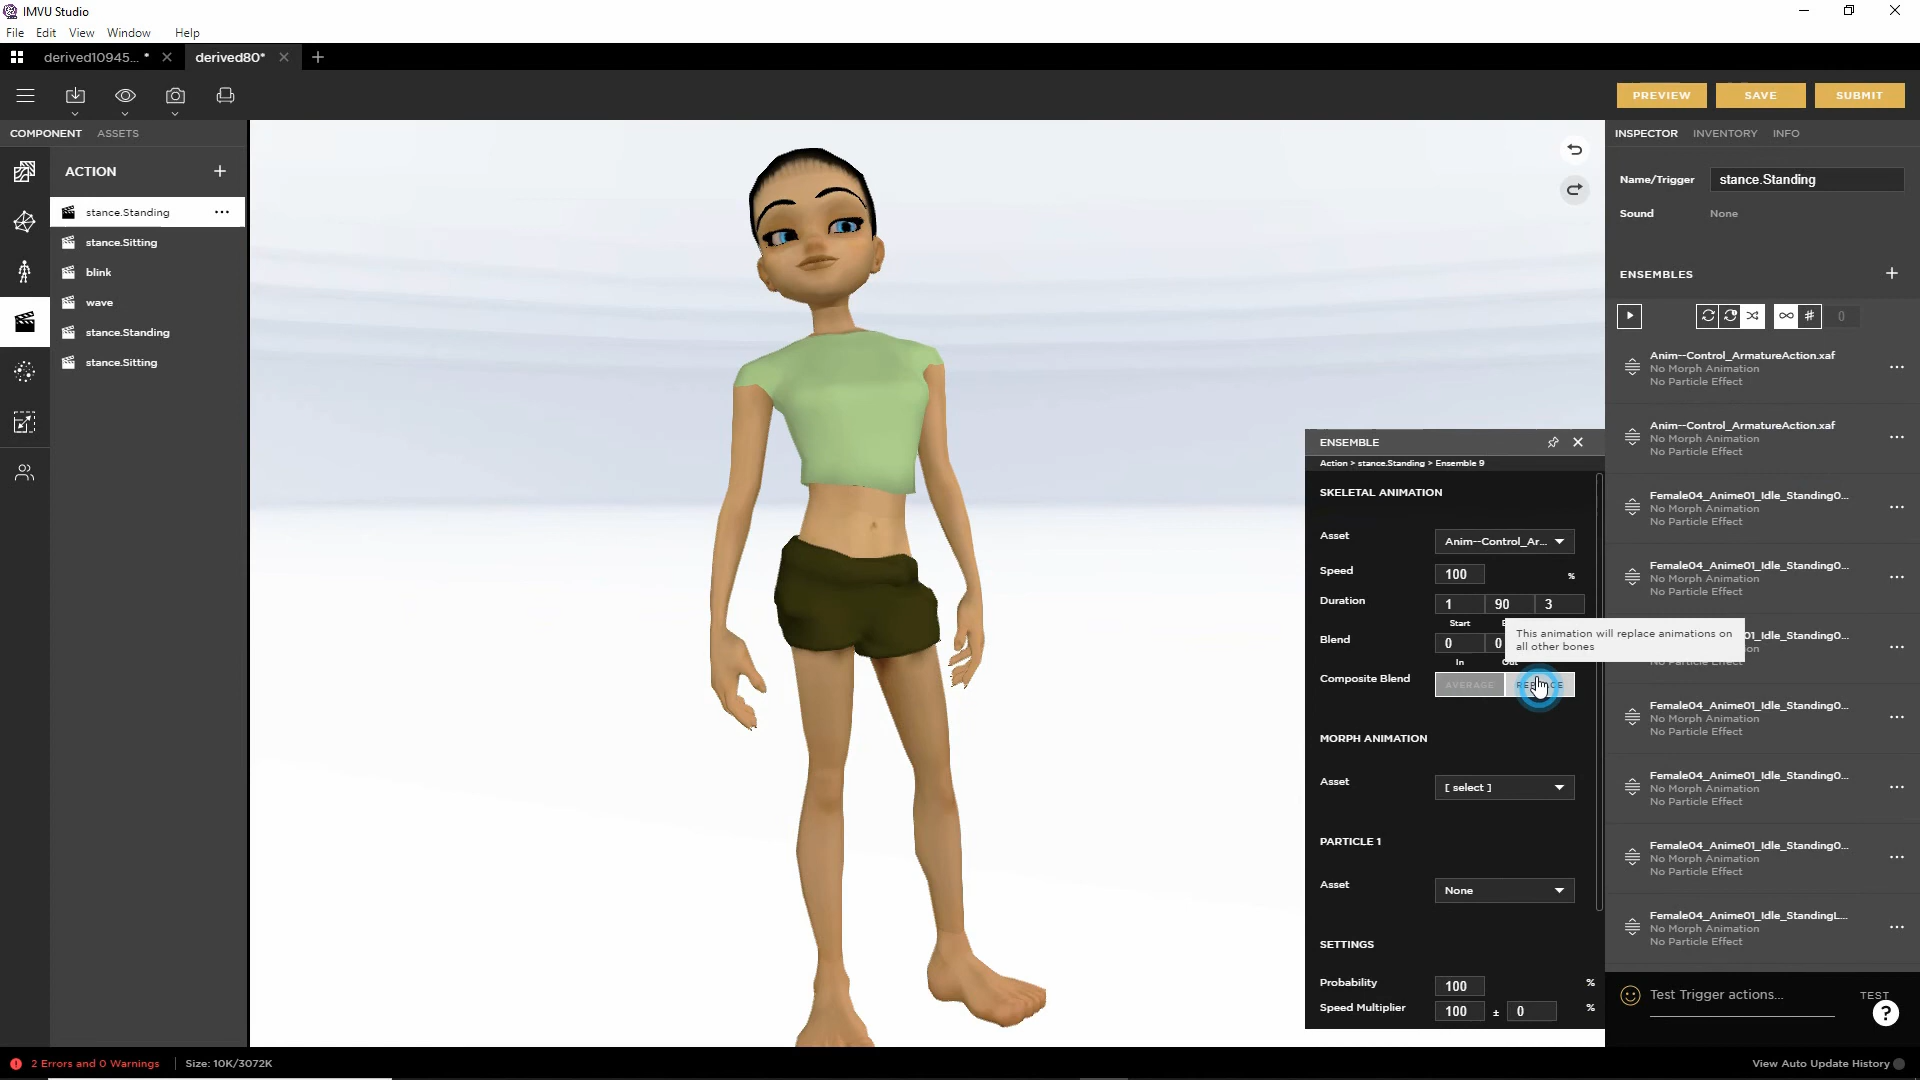 IMVU Studio
File Edit View Window Help
derived10945... * derived80*
PREVIEW SAVE SUBMIT
COMPONENT ASSETS
ACTION
stance.Standing
stance.Sitting
blink
wave
stance.Standing
stance.Sitting
INSPECTOR INVENTORY INFO
Name/Trigger stance.Standing
Sound None
ENSEMBLES
# 0
Anim--Control_ArmatureAction.xaf
No Morph Animation
No Particle Effect
Anim--Control_ArmatureAction.xaf
No Morph Animation
No Particle Effect
Female04_Anime01_Idle_Standing0...
No Morph Animation
No Particle Effect
Female04_Anime01_Idle_Standing0...
No Morph Animation
No Particle Effect
01_Idle_Standing0...
on
No Particle Effect
Female04_Anime01_Idle_Standing0...
No Morph Animation
No Particle Effect
Female04_Anime01_Idle_Standing0...
No Morph Animation
No Particle Effect
Female04_Anime01_Idle_Standing0...
No Morph Animation
No Particle Effect
Female04_Anime01_Idle_StandingL...
No Morph Animation
No Particle Effect
Test Trigger actions... TEST
?
ENSEMBLE
Action > stance.Standing > Ensemble 9
SKELETAL ANIMATION
Asset Anim--Control_Ar...
Speed 100 %
Duration 1 90 3
Start
This animation will replace animations on
all other bones
Blend 0 0
In Out
Composite Blend AVERAGE
MORPH ANIMATION
Asset [ select ]
PARTICLE 1
Asset None
SETTINGS
Probability 100 %
Speed Multiplier 100 ± 0 %
2 Errors and 0 Warnings Size: 10K/3072K
View Auto Update History